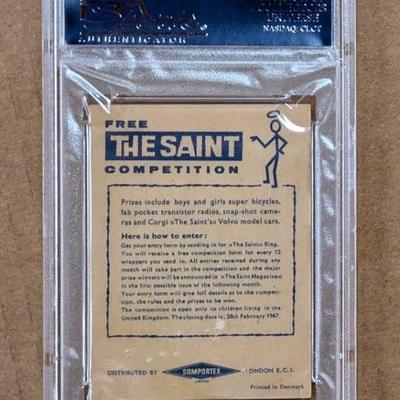 UNIVERSE
NASDAQ: CLCT
AUTHENTICATOR
FREE
THE SAINT
COMPETITION
Prizes include boys and girls super bicycles,
fab pocket transistor radios, snap-shot came-
ras and Corgi »The Saint's« Volvo model cars.
Here is how to enter:
Get your entry form by sending in for »The Saint« Ring.
You will receive a free competition form for every 12
wrappers you send in. All entries received during any
month will take part in the competition and the major
prize winners will be announced in »The Saint Magazine«
in the first possible issue of the following month.
Your entry form will give full details as to the competi-
tion, the rules and the prizes to be won.
The competition is open only to children living in the
United Kingdom. The closing date is: 28th February 1967.
DISTRIBUTED BY SOMPORTEX LIMITED LONDON E.C.1.
Printed in Denmark